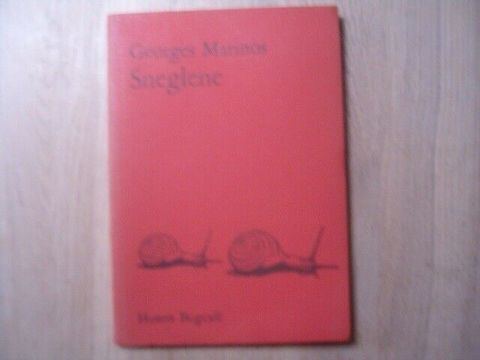 Georges Marinos
Sneglene
Husets Bogcafé